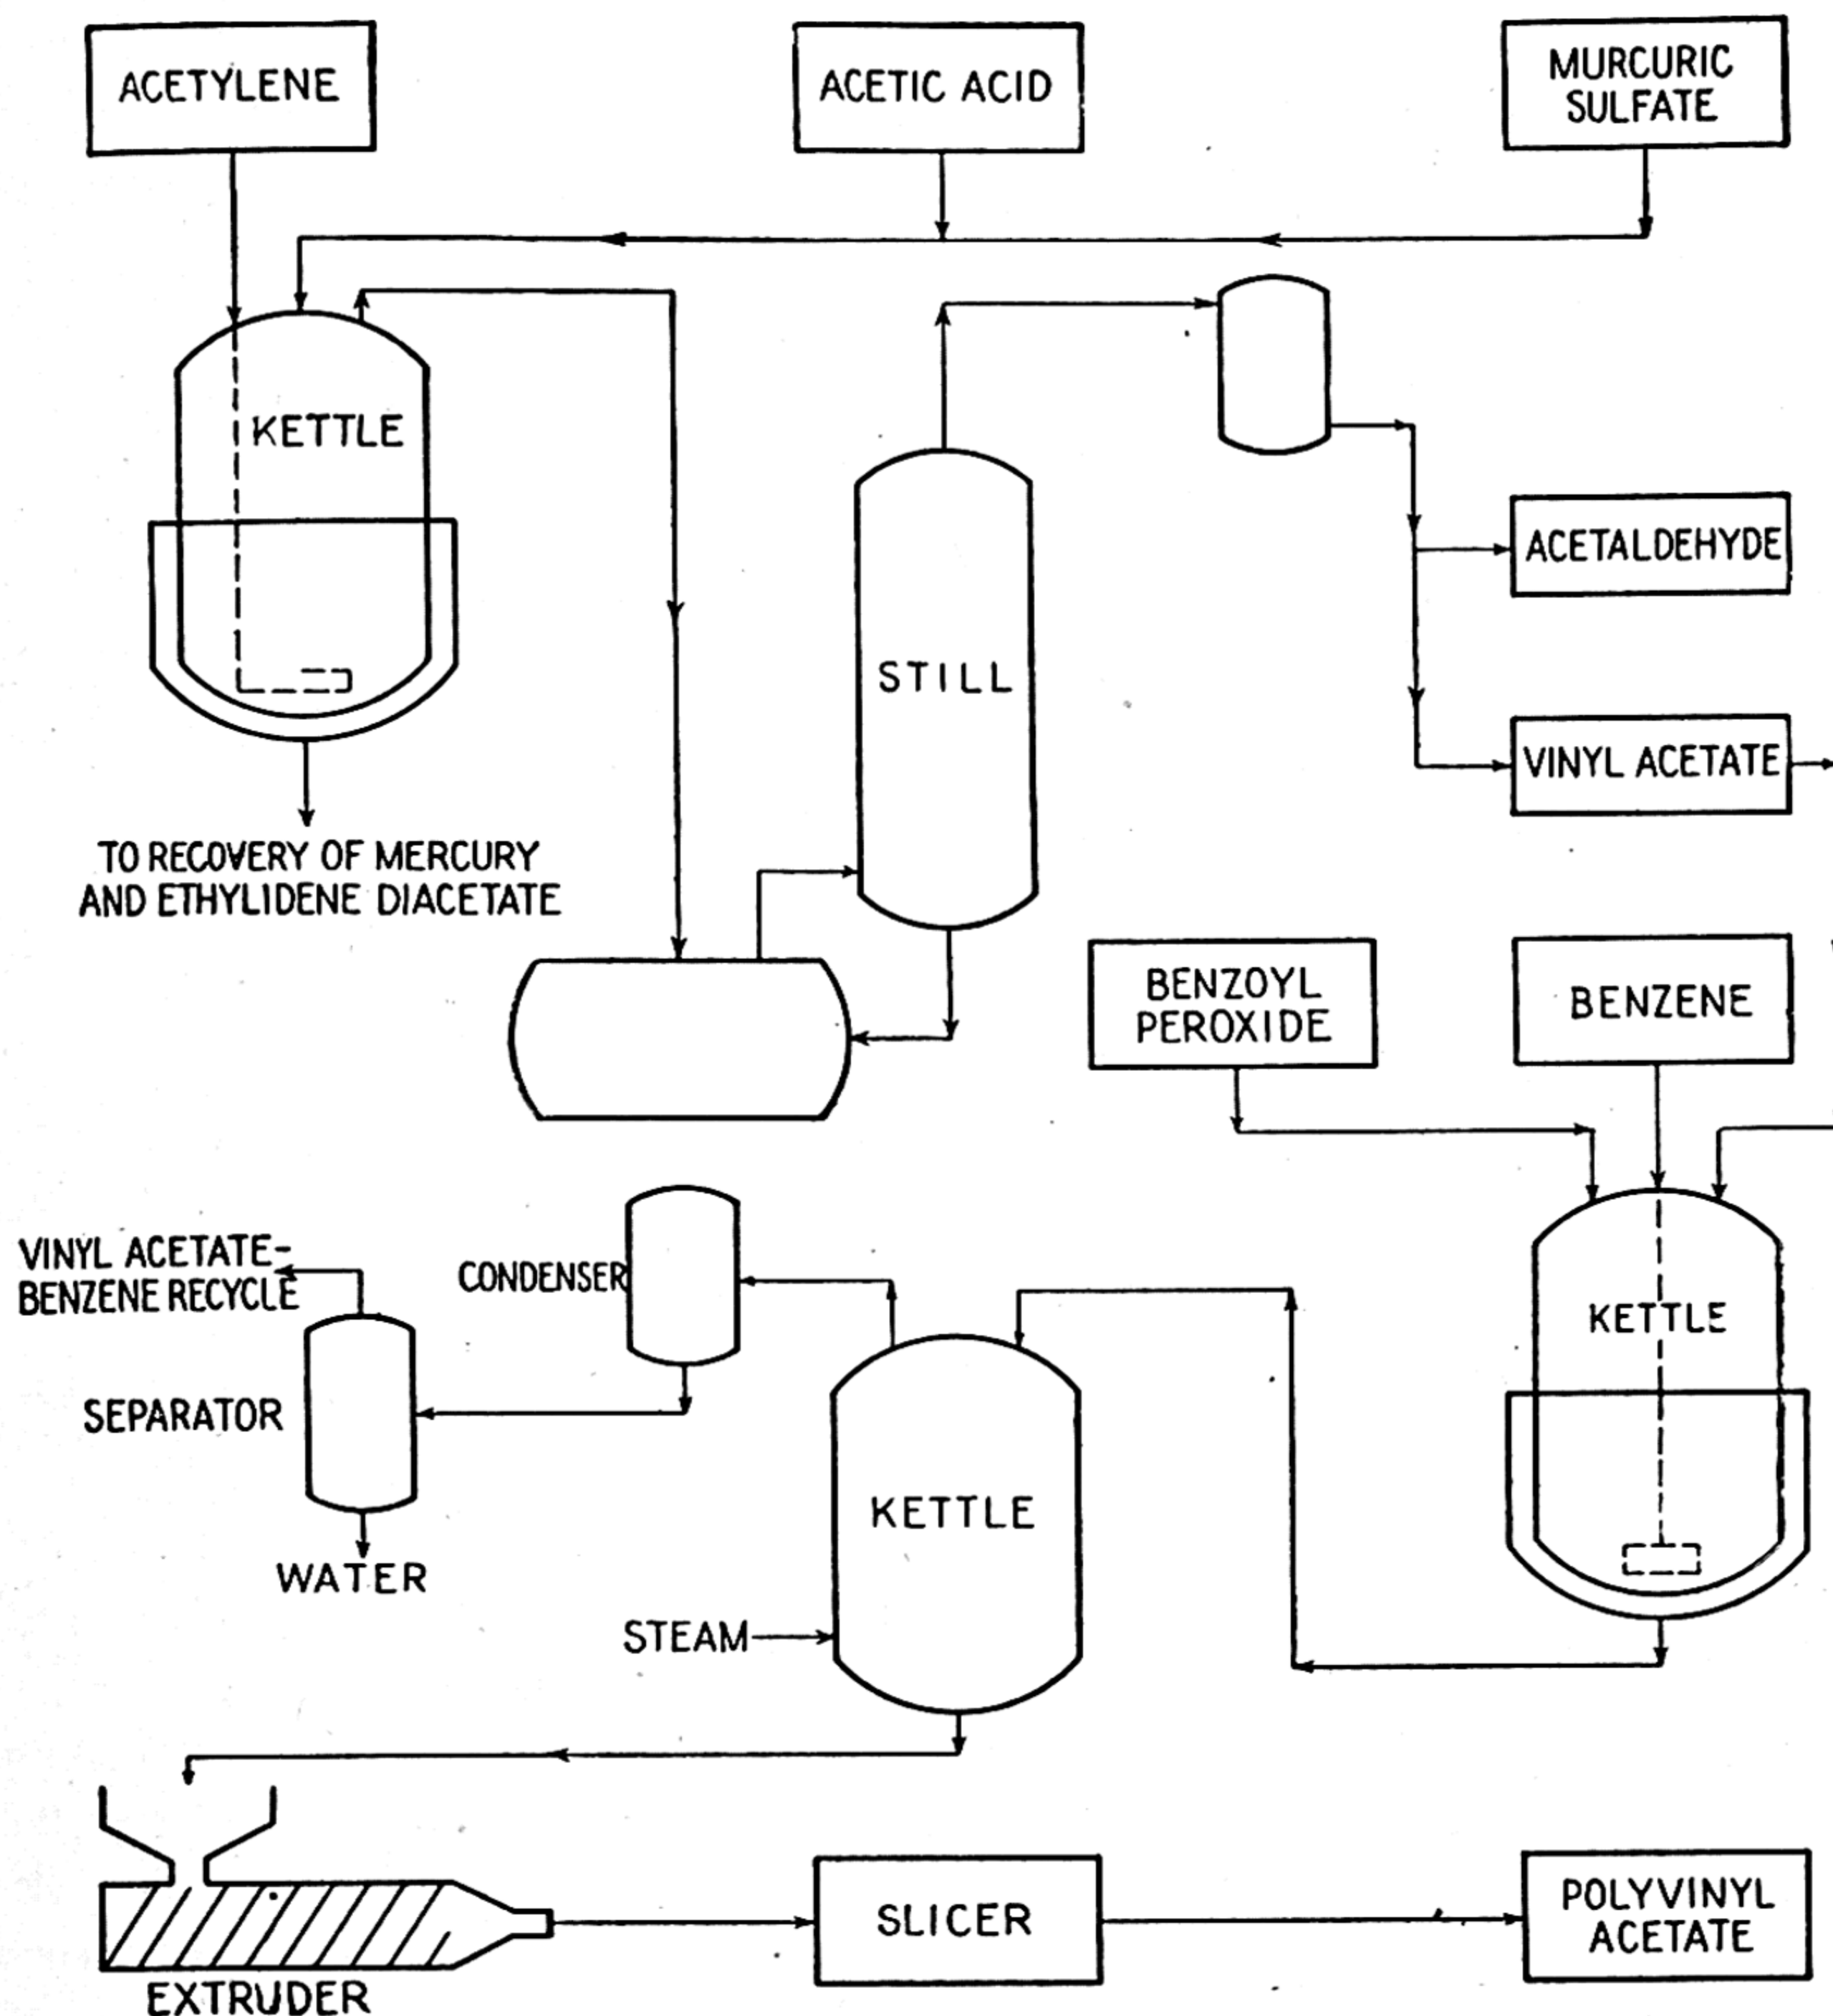 ACETYLENE
ACETIC ACID
MURCURIC
SULFATE
KETTLE
ACETALDEHYDE
STILL
VINYL ACETATE
TO RECOVERY OF MERCURY
AND ETHYLIDENE DIACETATE
BENZOYL
PEROXIDE
BENZENE
VINYL ACETATE-
BENZENE RECYCLE
CONDENSER
KETTLE
SEPARATOR
KETTLE
WATER
STEAM
SLICER
POLYVINYL
ACETATE
EXTRUDER